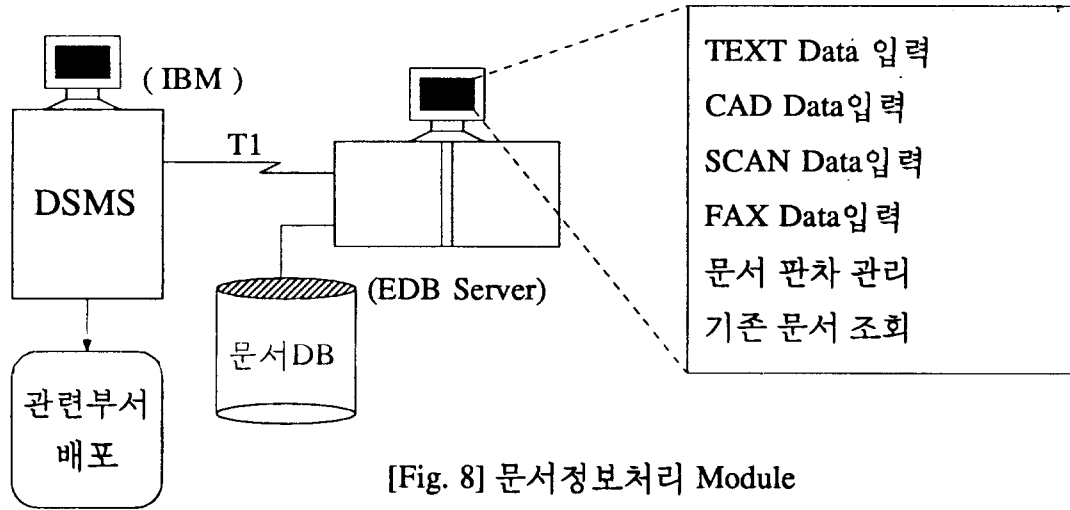 ( IBM )
T1
DSMS
관련부서
배포
문서DB
(EDB Server)
TEXT Data 입력
CAD Data입력
SCAN Data입력
FAX Data입력
문서 판차 관리
기존 문서 조회
[Fig. 8] 문서정보처리 Module